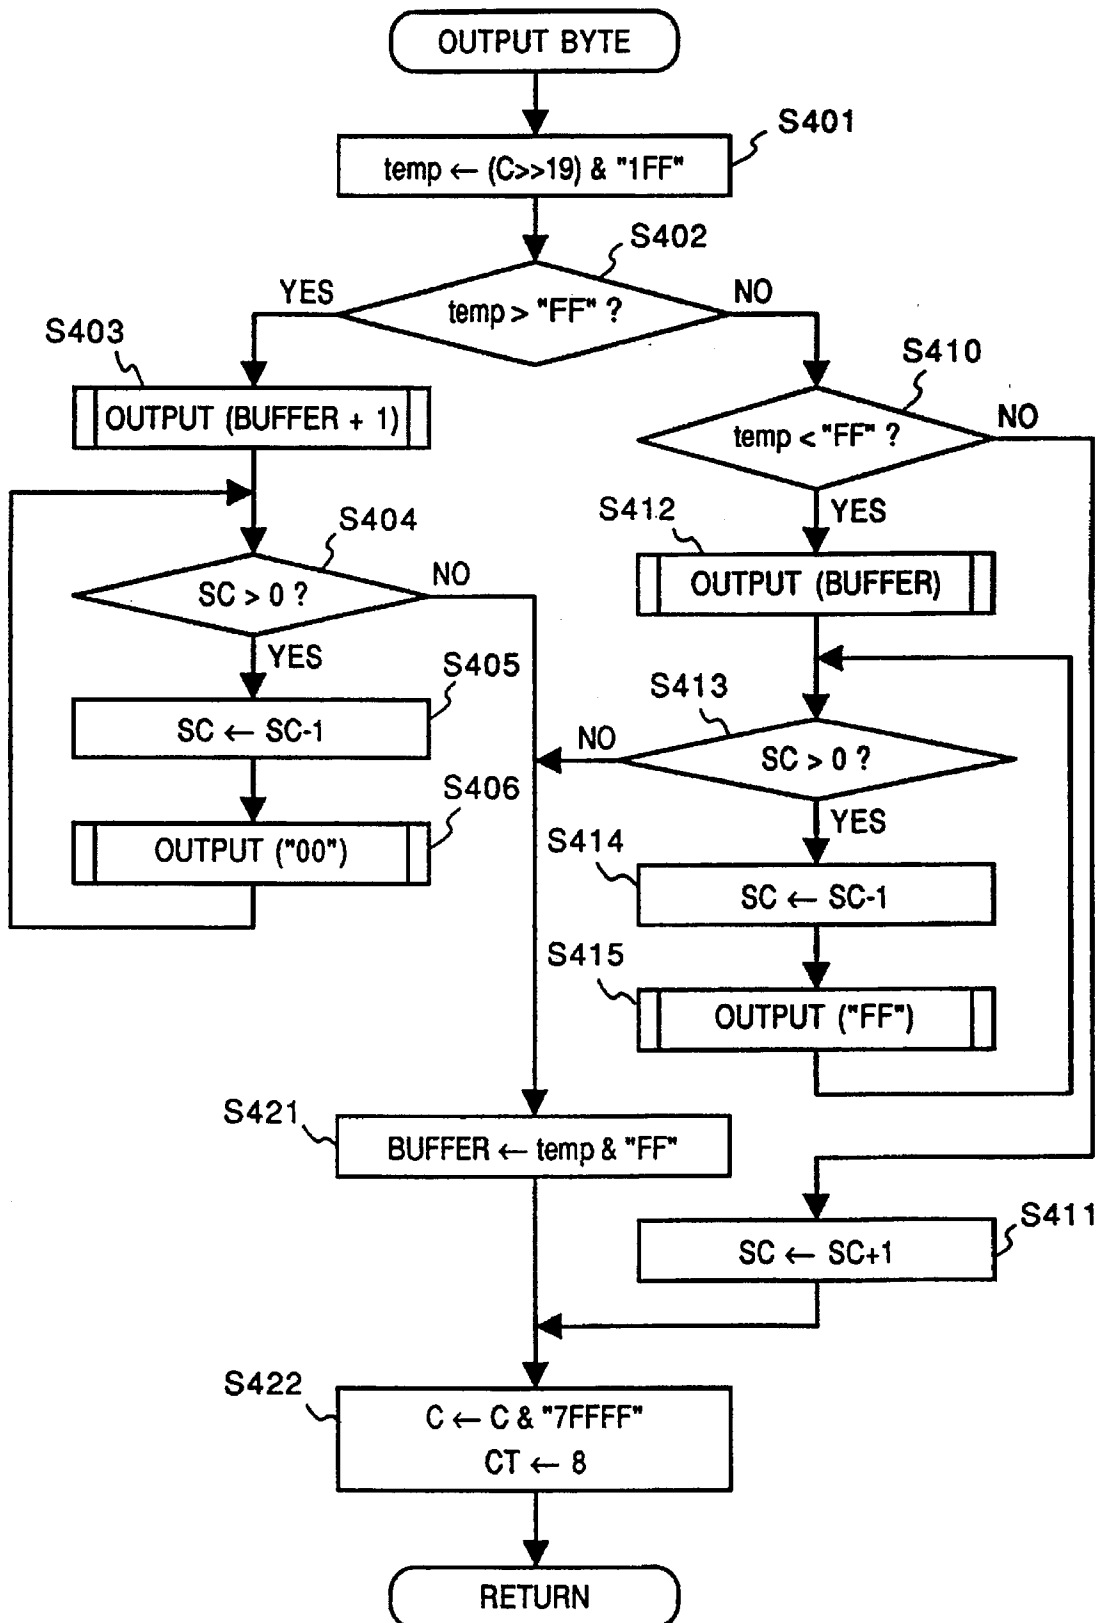 OUTPUT BYTE
S401
temp ← (C>>19) & "1FF"
S402
YES
temp > "FF" ?
NO
S403
OUTPUT (BUFFER + 1)
S410
temp < "FF" ?
NO
YES
S404
SC > 0 ?
NO
YES
S412
OUTPUT (BUFFER)
S405
SC ← SC-1
S413
NO
SC > 0 ?
YES
S406
OUTPUT ("00")
S414
SC ← SC-1
S415
OUTPUT ("FF")
S421
BUFFER ← temp & "FF"
S411
SC ← SC+1
S422
C ← C & "7FFFF"
CT ← 8
RETURN